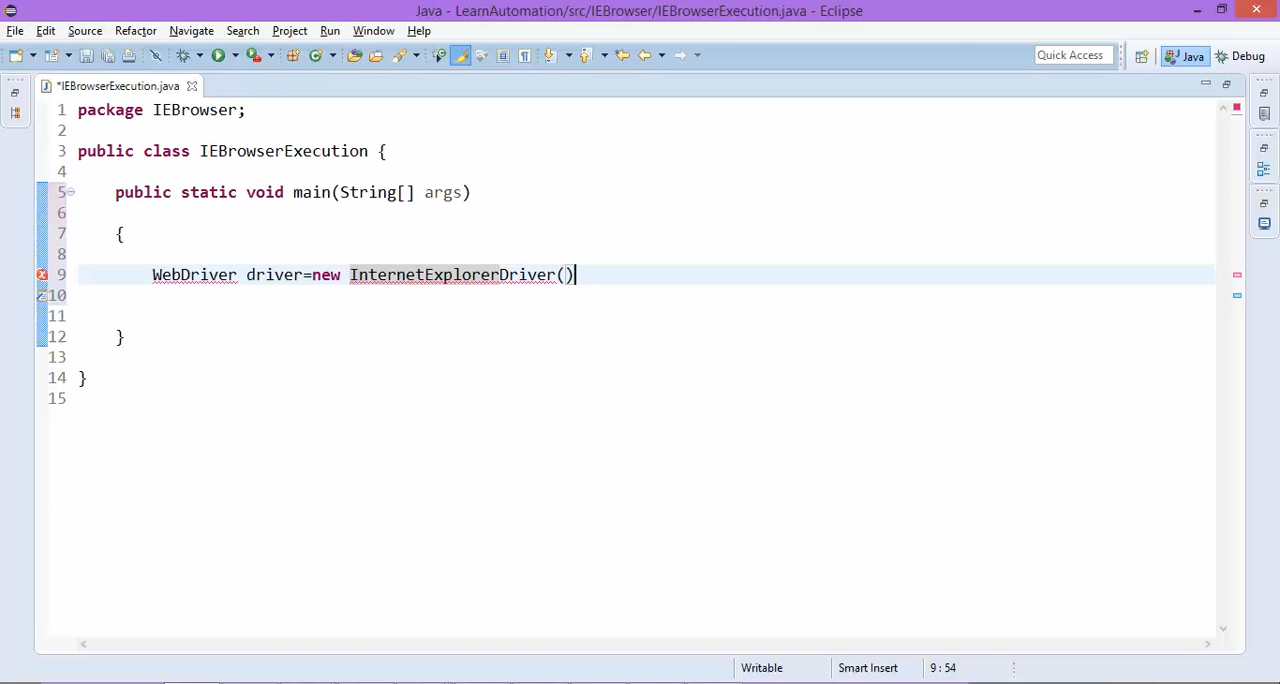 Java - LearnAutomation/src/IEBrowser/IEBrowserExecution.java - Eclipse
File Edit Source Refactor Navigate Search Project Run Window Help
Quick Access Java Debug
*IEBrowserExecution.java
1 package IEBrowser;
2
3 public class IEBrowserExecution {
4
5 public static void main(String[] args)
6
7 {
8
9 WebDriver driver=new InternetExplorerDriver()
10
11
12 }
13
14 }
15
Writable Smart Insert 9 : 54